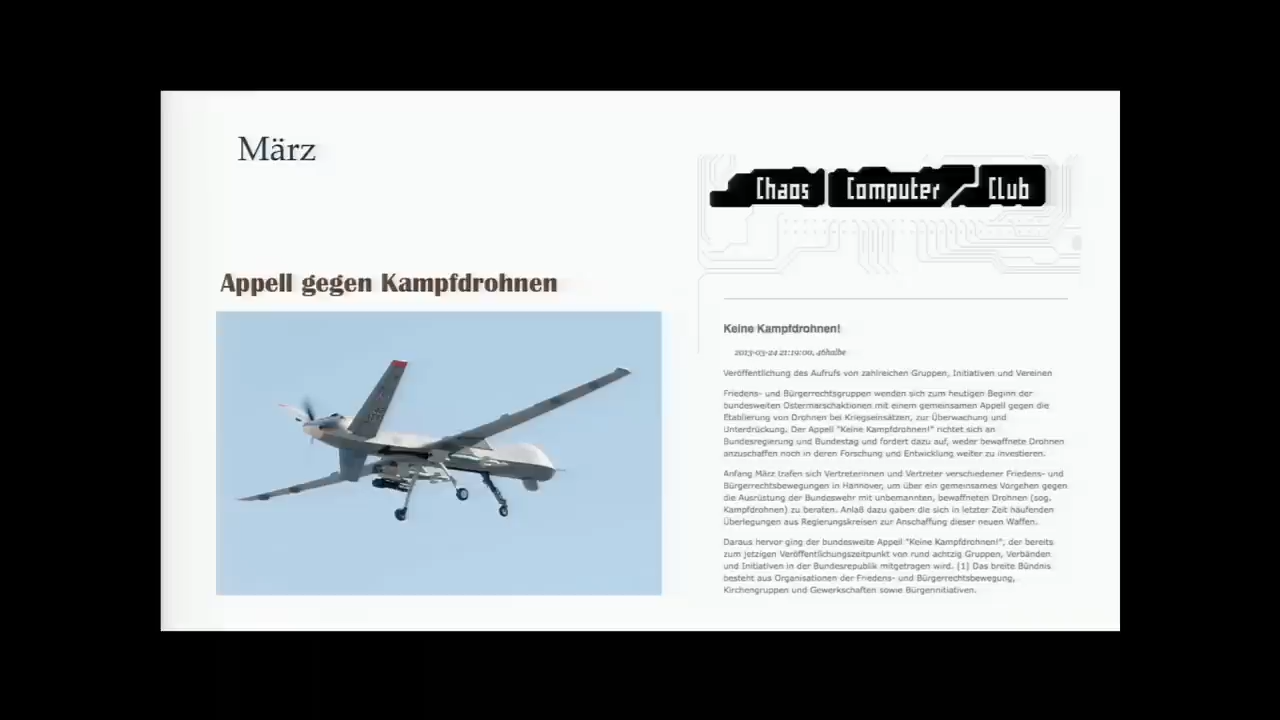 März
Appell gegen Kampfdrohnen
Chaos Computer Club
Keine Kampfdrohnen!
2013-03-24 21:19:00, 46halbe
Veröffentlichung des Aufrufs von zahlreichen Gruppen, Initiativen und Vereinen
Friedens- und Bürgerrechtsgruppen wenden sich zum heutigen Beginn der
bundesweiten Ostermarschaktionen mit einem gemeinsamen Appell gegen die
Etablierung von Drohnen bei Kriegseinsätzen, zur Überwachung und
Unterdrückung. Der Appell "Keine Kampfdrohnen!" richtet sich an
Bundesregierung und Bundestag und fordert dazu auf, weder bewaffnete Drohnen
anzuschaffen noch in deren Forschung und Entwicklung weiter zu investieren.
Anfang März trafen sich Vertreterinnen und Vertreter verschiedener Friedens- und
Bürgerrechtsbewegungen in Hannover, um über ein gemeinsames Vorgehen gegen
die Ausrüstung der Bundeswehr mit unbemannten, bewaffneten Drohnen (sog.
Kampfdrohnen) zu beraten. Anlaß dazu gaben die sich in letzter Zeit häufenden
Überlegungen aus Regierungskreisen zur Anschaffung dieser neuen Waffen.
Daraus hervor ging der bundesweite Appell "Keine Kampfdrohnen!", der bereits
zum jetzigen Veröffentlichungszeitpunkt von rund achtzig Gruppen, Verbänden
und Initiativen in der Bundesrepublik mitgetragen wird. [1] Das breite Bündnis
besteht aus Organisationen der Friedens- und Bürgerrechtsbewegung,
Kirchengruppen und Gewerkschaften sowie Bürgerinitiativen.